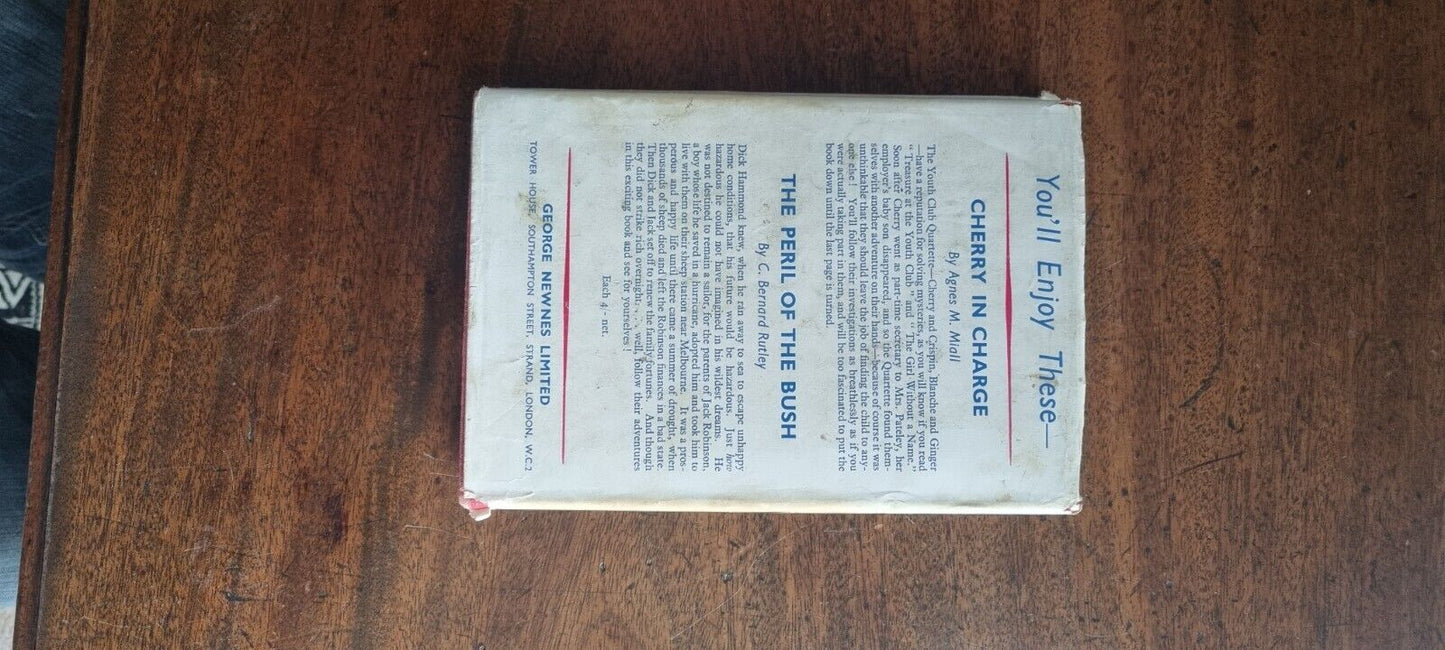 You'll Enjoy These—
CHERRY IN CHARGE
By Agnes M. Miall
The Youth Club Quartette—Cherry and Crispin, Blanche and Ginger
—have a reputation for solving mysteries, as you will know if you read
“Treasure at the Youth Club” and “The Girl Without a Name.”
Soon after Cherry went as part-time secretary to Mrs. Pateley, her
employer's baby son disappeared, and so the Quartette found them-
selves with another adventure on their hands—because of course it was
unthinkable that they should leave the job of finding the child to any-
one else! You'll follow their investigations as breathlessly as if you
were actually taking part in them, and will be too fascinated to put the
book down until the last page is turned.
THE PERIL OF THE BUSH
By C. Bernard Rutley
Dick Hammond knew, when he ran away to sea to escape unhappy
home conditions, that his future would be hazardous. Just how
hazardous he could not have imagined in his wildest dreams. He
was not destined to remain a sailor, for the parents of Jack Robinson,
a boy whose life he saved in a hurricane, adopted him and took him to
live with them on their sheep station near Melbourne. It was a pros-
perous and happy life until there came a summer of drought, when
thousands of sheep died and left the Robinson finances in a bad state.
Then Dick and Jack set off to renew the family fortunes. And though
they did not strike rich overnight. . . . well, follow their adventures
in this exciting book and see for yourselves!
Each 4/- net.
GEORGE NEWNES LIMITED
TOWER HOUSE, SOUTHAMPTON STREET, STRAND, LONDON, W.C.2